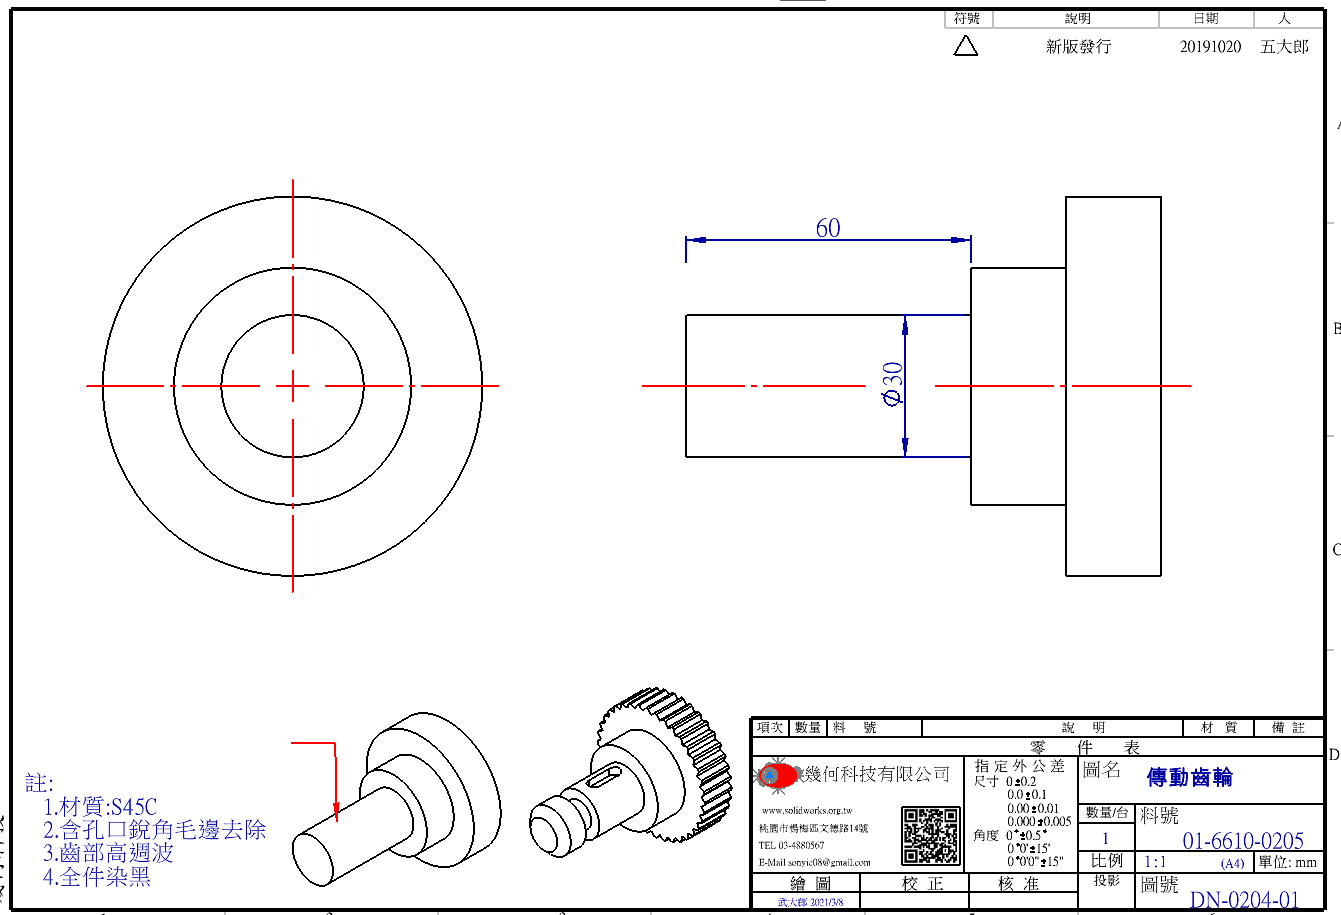 符號 說明 日期 人
新版發行 20191020 五大郎
A
60
B
Φ30
C
D
註:
1.材質:S45C
2.含孔口銳角毛邊去除
3.齒部高週波
4.全件染黑
項次 數量 料 號 說 明 材 質 備 註
零 件 表
幾何科技有限公司
www.solidworks.org.tw
桃園市楊梅區文德路14號
TEL 03-4880567
E-Mail sonyic08@gmail.com
指定外公差
尺寸 0±0.2
0.0±0.1
0.00±0.01
0.000±0.005
角度 0°±0.5°
0°0'±15'
0°0'0"±15"
圖名 傳動齒輪
數量/台 料號
1 01-6610-0205
比例 1:1 (A4) 單位: mm
投影 圖號 DN-0204-01
繪 圖 校 正 核 准
武大郎 2021/3/8